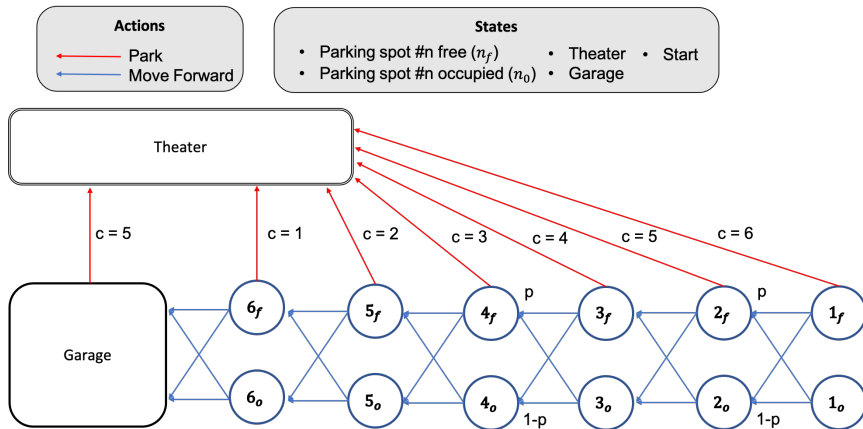 Actions
Park
Move Forward
States
• Parking spot #n free (n_f) • Theater • Start
• Parking spot #n occupied (n_0) • Garage
Theater
c = 5 c = 1 c = 2 c = 3 c = 4 c = 5 c = 6
p p
Garage 6_f 5_f 4_f 3_f 2_f 1_f
6_o 5_o 4_o 3_o 2_o 1_o
1-p 1-p